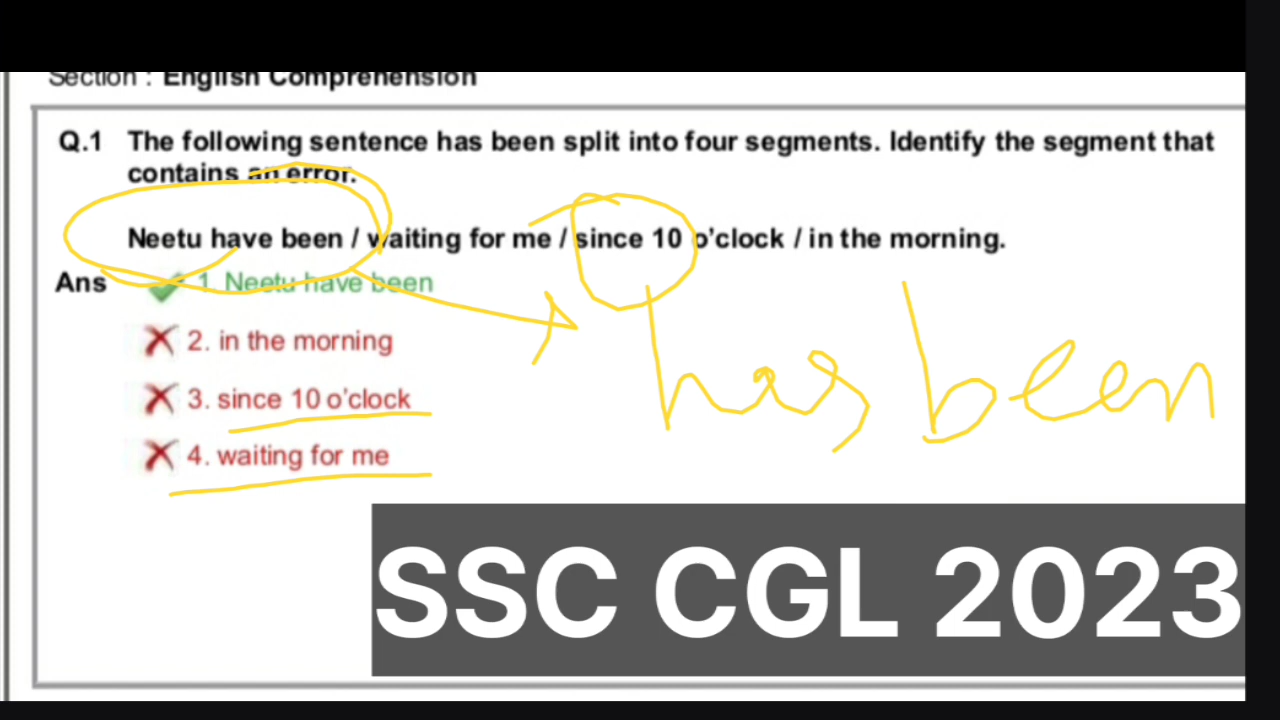 Section : English Comprehension
Q.1 The following sentence has been split into four segments. Identify the segment that
contains an error.
Neetu have been / waiting for me / since 10 o'clock / in the morning.
Ans 1. Neetu have been
2. in the morning
3. since 10 o'clock
4. waiting for me
has been
SSC CGL 2023